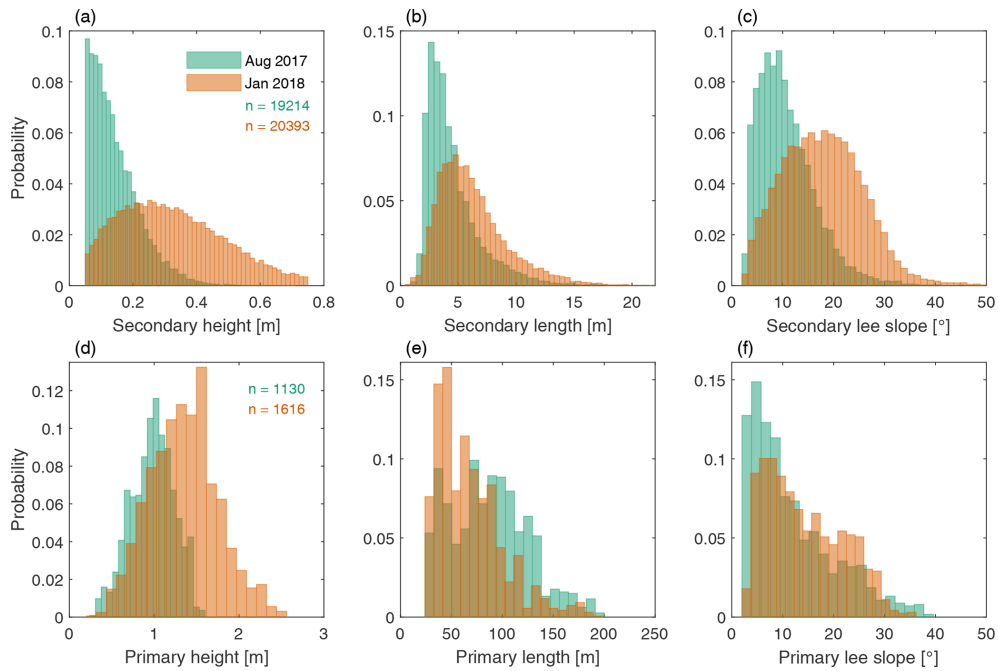 (a)
(b)
(c)
0.1
0.08
0.06
0.04
0.02
0
Probability
Aug 2017
Jan 2018
n = 19214
n = 20393
0 0.2 0.4 0.6 0.8
Secondary height [m]
0.15
0.1
0.05
0
5 10 15 20
Secondary length [m]
0.1
0.08
0.06
0.04
0.02
0
0 10 20 30 40 50
Secondary lee slope [°]
(d)
(e)
(f)
0.12
0.1
0.08
0.06
0.04
0.02
0
Probability
n = 1130
n = 1616
0 1 2 3
Primary height [m]
0.15
0.1
0.05
0
0 50 100 150 200 250
Primary length [m]
0.15
0.1
0.05
0
0 10 20 30 40 50
Primary lee slope [°]